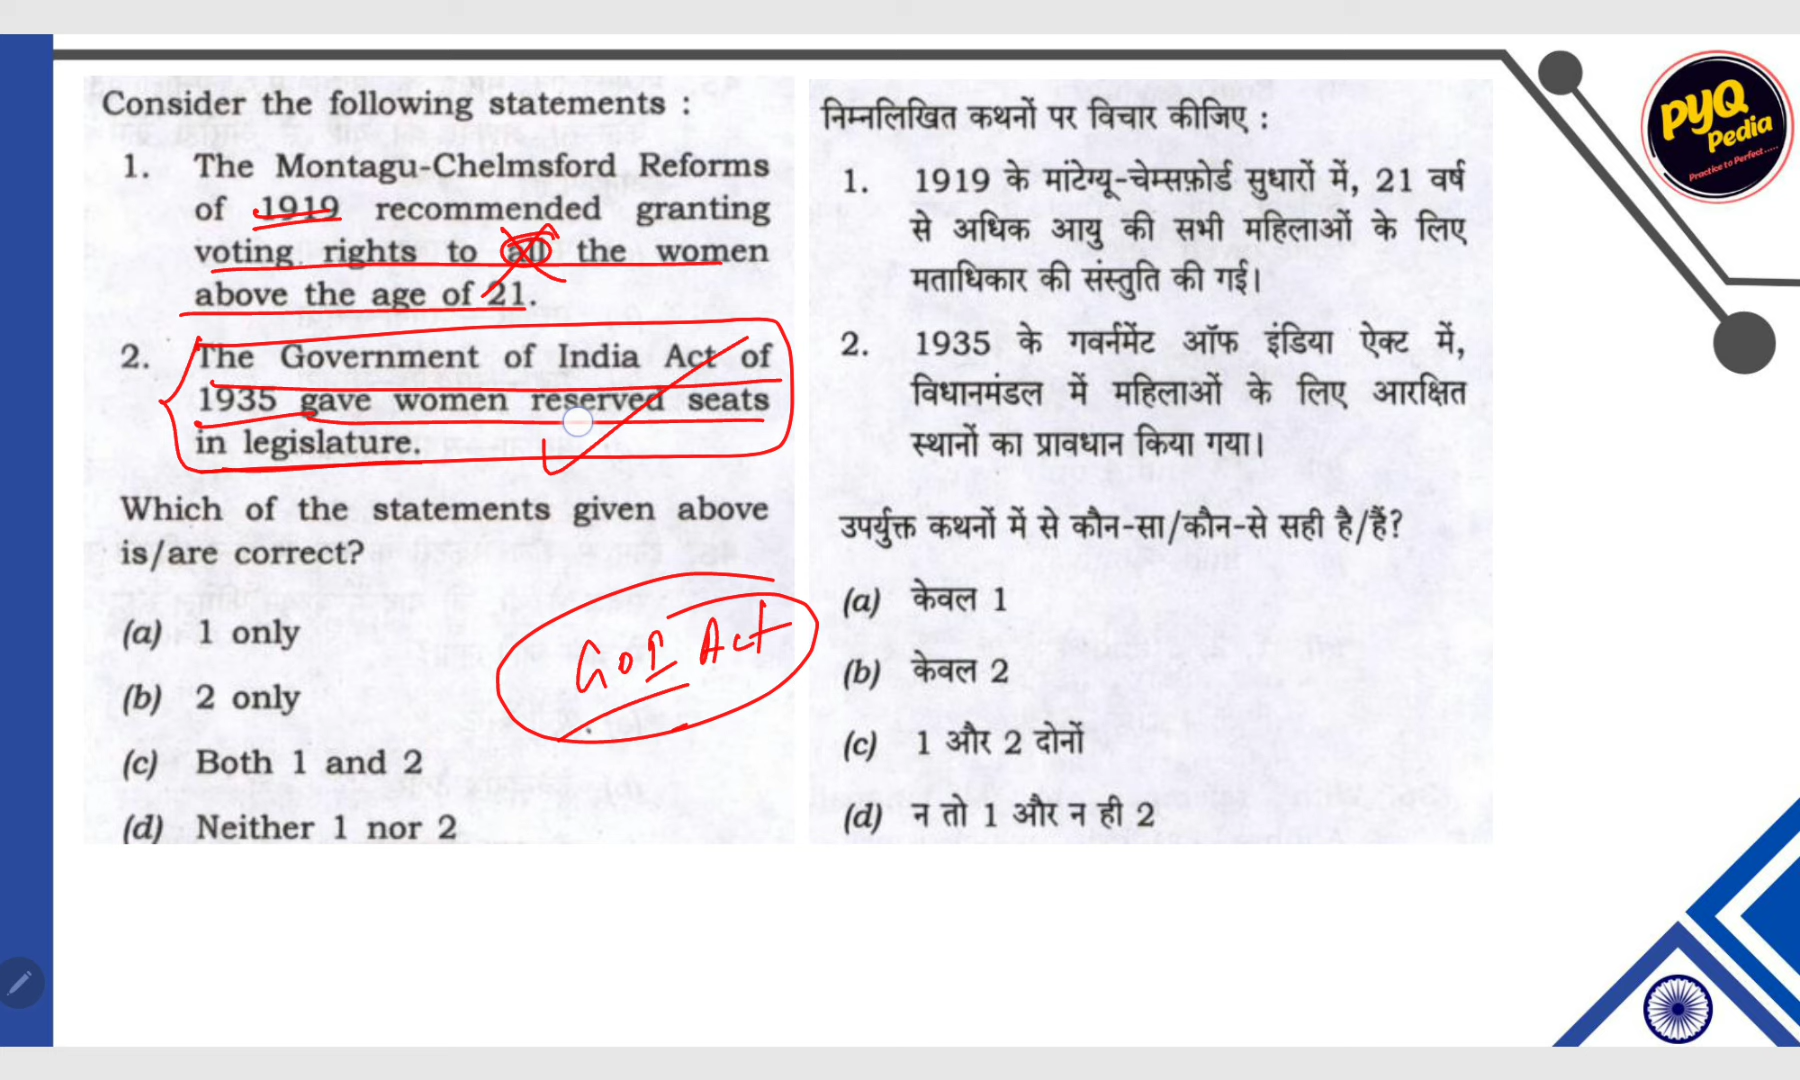 Consider the following statements :
1. The Montagu-Chelmsford Reforms
of 1919 recommended granting
voting rights to all the women
above the age of 21.
2. The Government of India Act of
1935 gave women reserved seats
in legislature.
Which of the statements given above
is/are correct?
(a) 1 only
(b) 2 only
(c) Both 1 and 2
(d) Neither 1 nor 2
GOI Act
निम्नलिखित कथनों पर विचार कीजिए :
1. 1919 के मांटेग्यू-चेम्सफ़ोर्ड सुधारों में, 21 वर्ष
से अधिक आयु की सभी महिलाओं के लिए
मताधिकार की संस्तुति की गई।
2. 1935 के गवर्नमेंट ऑफ इंडिया ऐक्ट में,
विधानमंडल में महिलाओं के लिए आरक्षित
स्थानों का प्रावधान किया गया।
उपर्युक्त कथनों में से कौन-सा/कौन-से सही है/हैं?
(a) केवल 1
(b) केवल 2
(c) 1 और 2 दोनों
(d) न तो 1 और न ही 2
PYQ
Pedia
Practice to Perfect.....